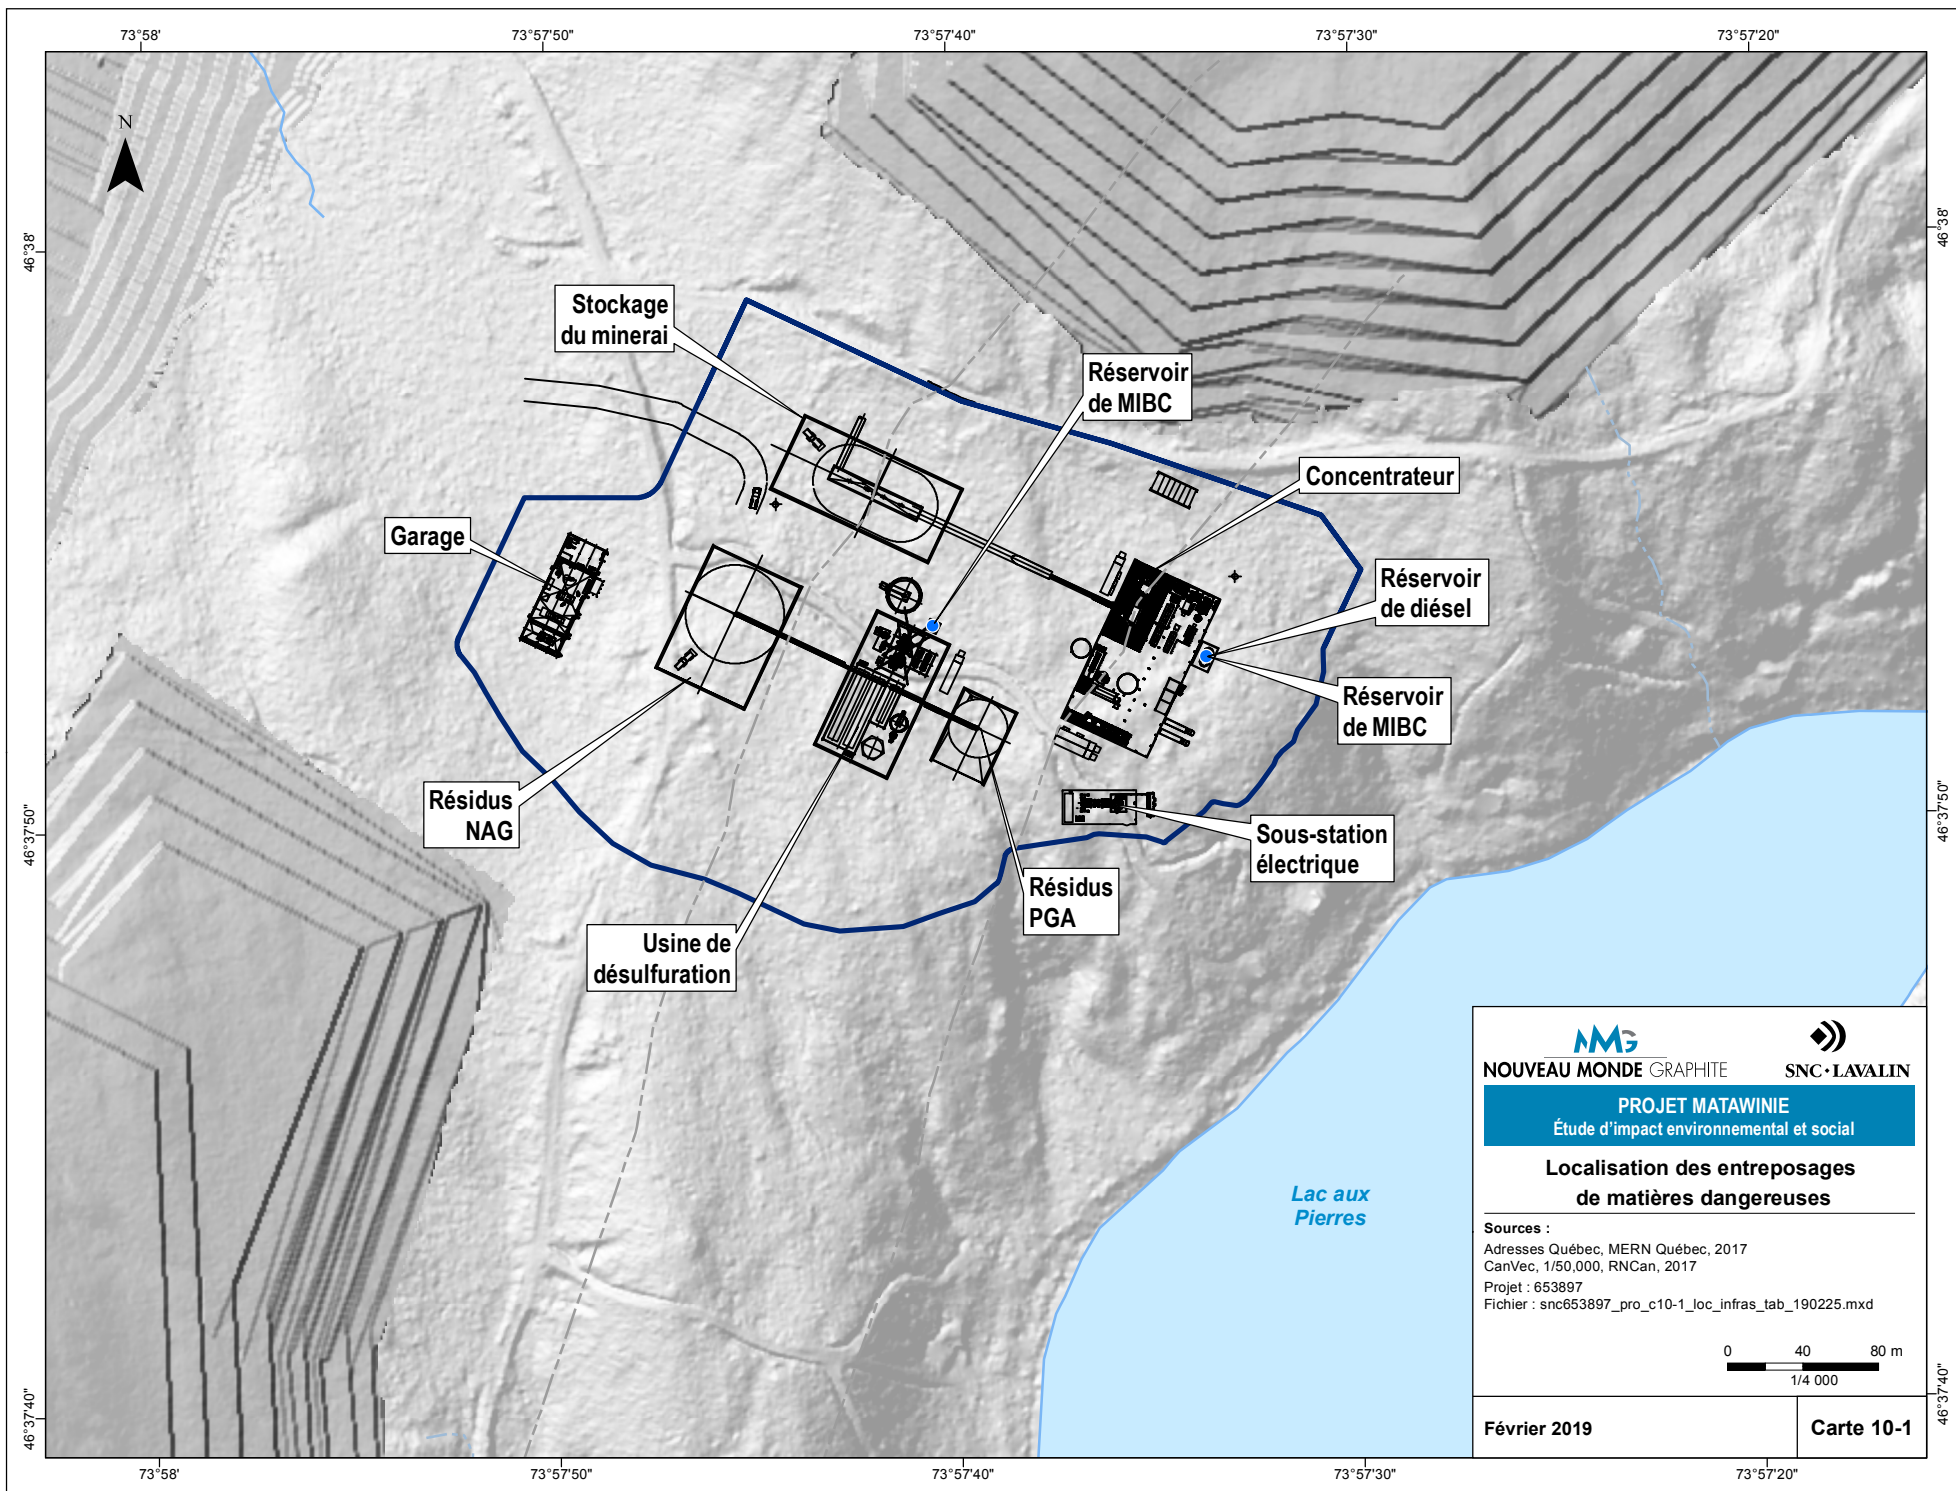 73°58'
73°57'50"
73°57'40"
73°57'30"
73°57'20"
N
46°38'
46°38'
Stockage
du minerai
Réservoir
de MIBC
Concentrateur
Garage
Réservoir
de diésel
Réservoir
de MIBC
Résidus
NAG
Sous-station
électrique
Résidus
PGA
Usine de
désulfuration
46°37'50"
46°37'50"
Lac aux
Pierres
NMG
NOUVEAU MONDE GRAPHITE
SNC•LAVALIN
PROJET MATAWINIE
Étude d'impact environnemental et social
Localisation des entreposages
de matières dangereuses
Sources :
Adresses Québec, MERN Québec, 2017
CanVec, 1/50,000, RNCan, 2017
Projet : 653897
Fichier : snc653897_pro_c10-1_loc_infras_tab_190225.mxd
0 40 80 m
1/4 000
Février 2019
Carte 10-1
46°37'40"
46°37'40"
73°58'
73°57'50"
73°57'40"
73°57'30"
73°57'20"